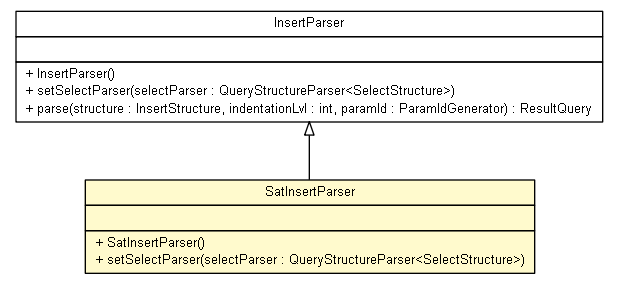 InsertParser
+ InsertParser()
+ setSelectParser(selectParser : QueryStructureParser<SelectStructure>)
+ parse(structure : InsertStructure, indentationLvl : int, paramId : ParamIdGenerator) : ResultQuery
SatInsertParser
+ SatInsertParser()
+ setSelectParser(selectParser : QueryStructureParser<SelectStructure>)